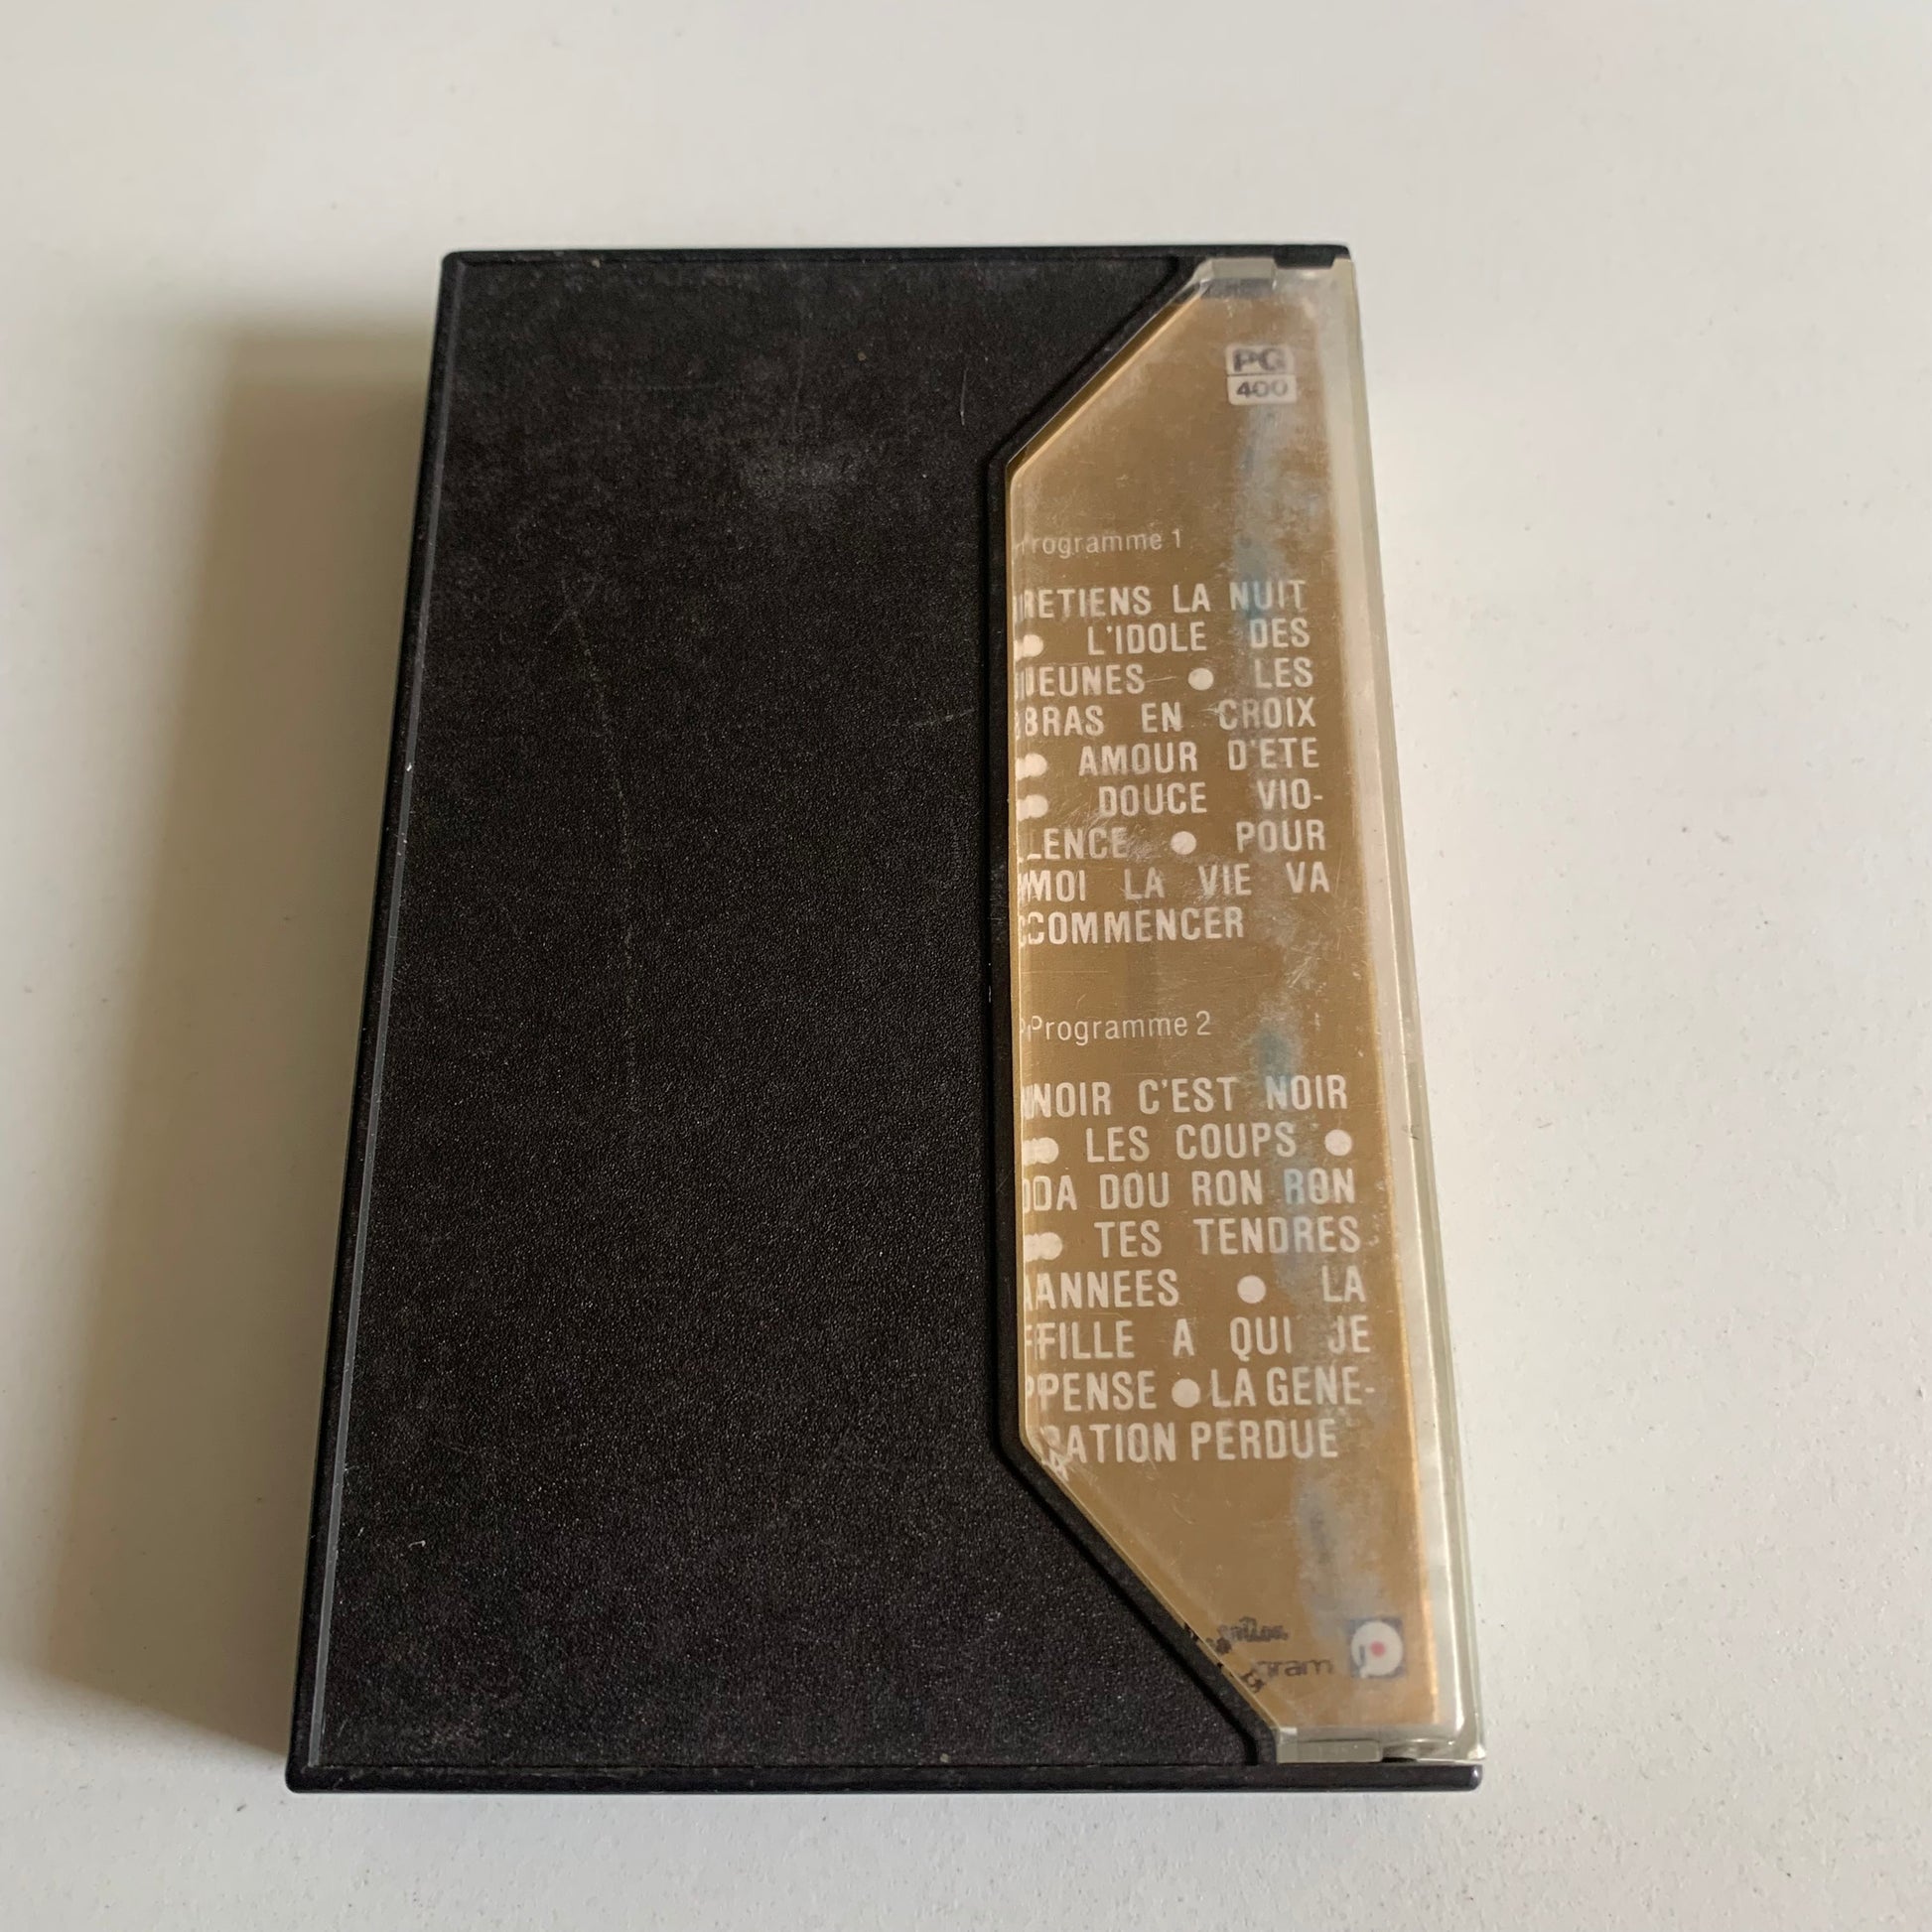 PG
400
Programme 1
RETIENS LA NUIT
● L'IDOLE DES
JEUNES ● LES
BRAS EN CROIX
● AMOUR D'ETE
● DOUCE VIO-
LENCE ● POUR
MOI LA VIE VA
COMMENCER
Programme 2
NOIR C'EST NOIR
● LES COUPS ●
DA DOU RON RON
● TES TENDRES
ANNEES ● LA
FILLE A QUI JE
PENSE ● LA GENE-
RATION PERDUE